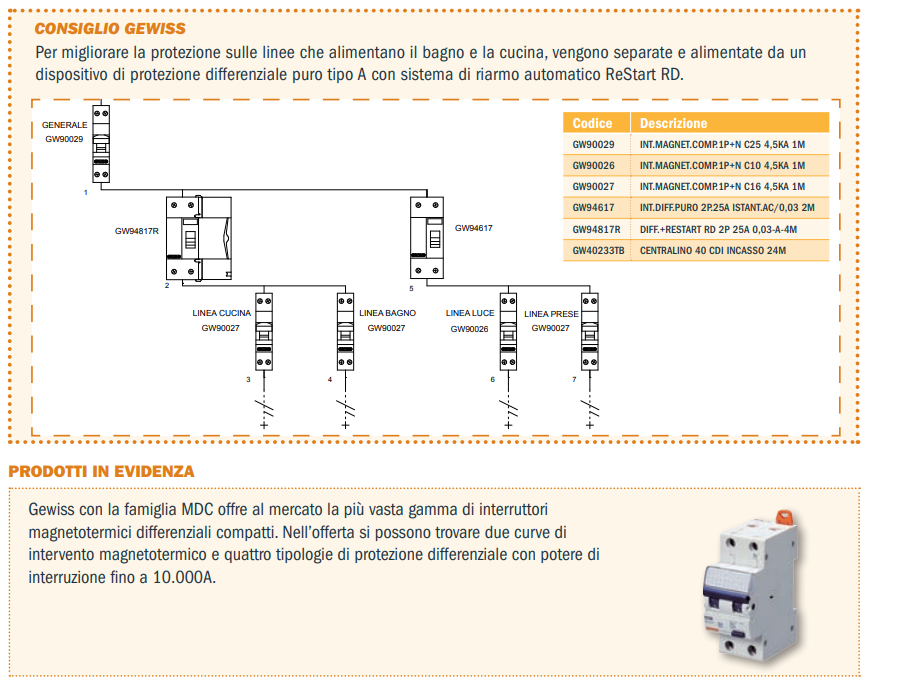 CONSIGLIO GEWISS
Per migliorare la protezione sulle linee che alimentano il bagno e la cucina, vengono separate e alimentate da un
dispositivo di protezione differenziale puro tipo A con sistema di riarmo automatico ReStart RD.
GENERALE
GW90029
1
GW94817R
2
GW94617
5
LINEA CUCINA
GW90027
3
LINEA BAGNO
GW90027
4
LINEA LUCE
GW90026
6
LINEA PRESE
GW90027
7
Codice Descrizione
GW90029 INT.MAGNET.COMP.1P+N C25 4,5KA 1M
GW90026 INT.MAGNET.COMP.1P+N C10 4,5KA 1M
GW90027 INT.MAGNET.COMP.1P+N C16 4,5KA 1M
GW94617 INT.DIFF.PURO 2P.25A ISTANT.AC/0,03 2M
GW94817R DIFF.+RESTART RD 2P 25A 0,03-A-4M
GW40233TB CENTRALINO 40 CDI INCASSO 24M
PRODOTTI IN EVIDENZA
Gewiss con la famiglia MDC offre al mercato la più vasta gamma di interruttori
magnetotermici differenziali compatti. Nell'offerta si possono trovare due curve di
intervento magnetotermico e quattro tipologie di protezione differenziale con potere di
interruzione fino a 10.000A.